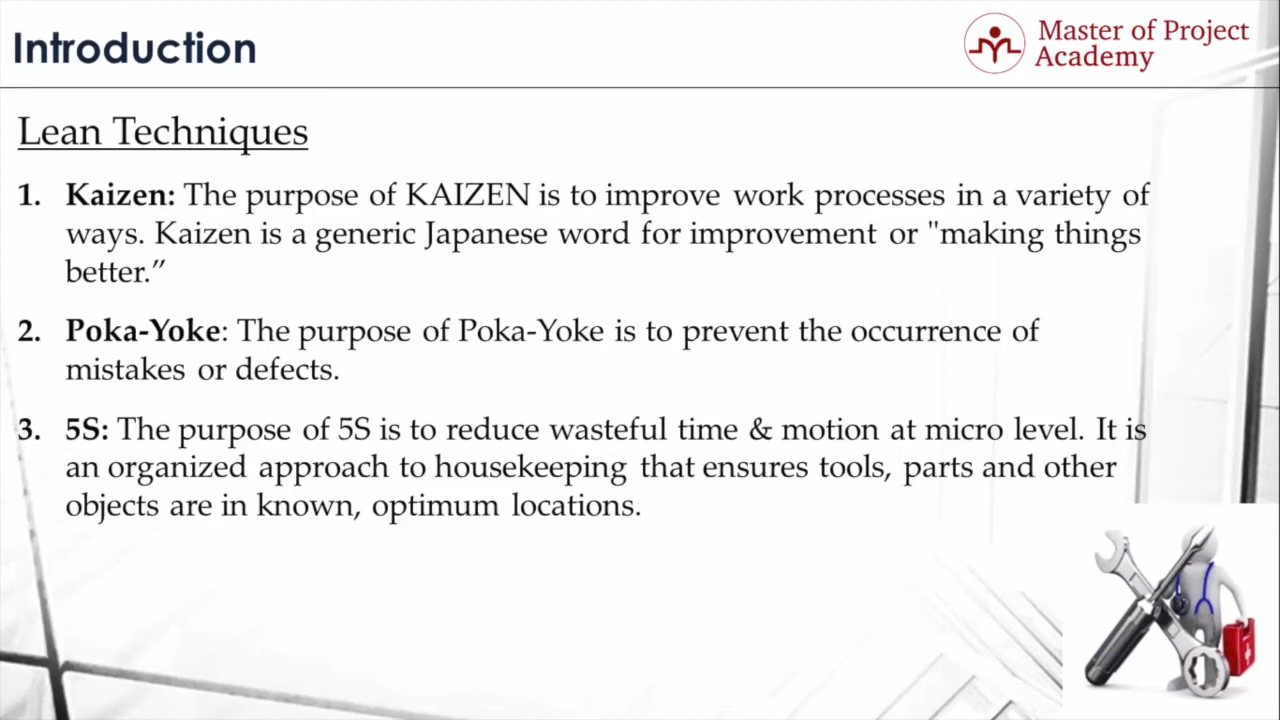 Introduction
Master of Project
Academy
Lean Techniques
1. Kaizen: The purpose of KAIZEN is to improve work processes in a variety of
ways. Kaizen is a generic Japanese word for improvement or "making things
better.”
2. Poka-Yoke: The purpose of Poka-Yoke is to prevent the occurrence of
mistakes or defects.
3. 5S: The purpose of 5S is to reduce wasteful time & motion at micro level. It is
an organized approach to housekeeping that ensures tools, parts and other
objects are in known, optimum locations.